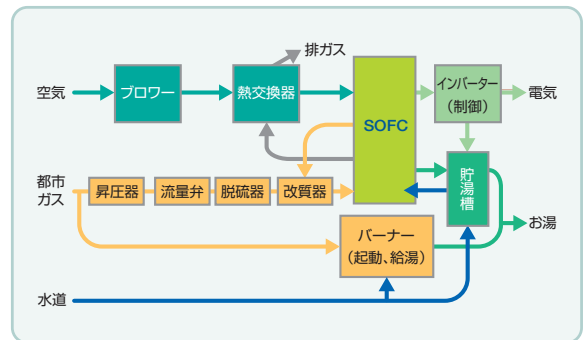 排ガス
空気
ブロワー
熱交換器
SOFC
インバーター
(制御)
電気
都市
ガス
昇圧器
流量弁
脱硫器
改質器
貯湯槽
バーナー
(起動、給湯)
お湯
水道